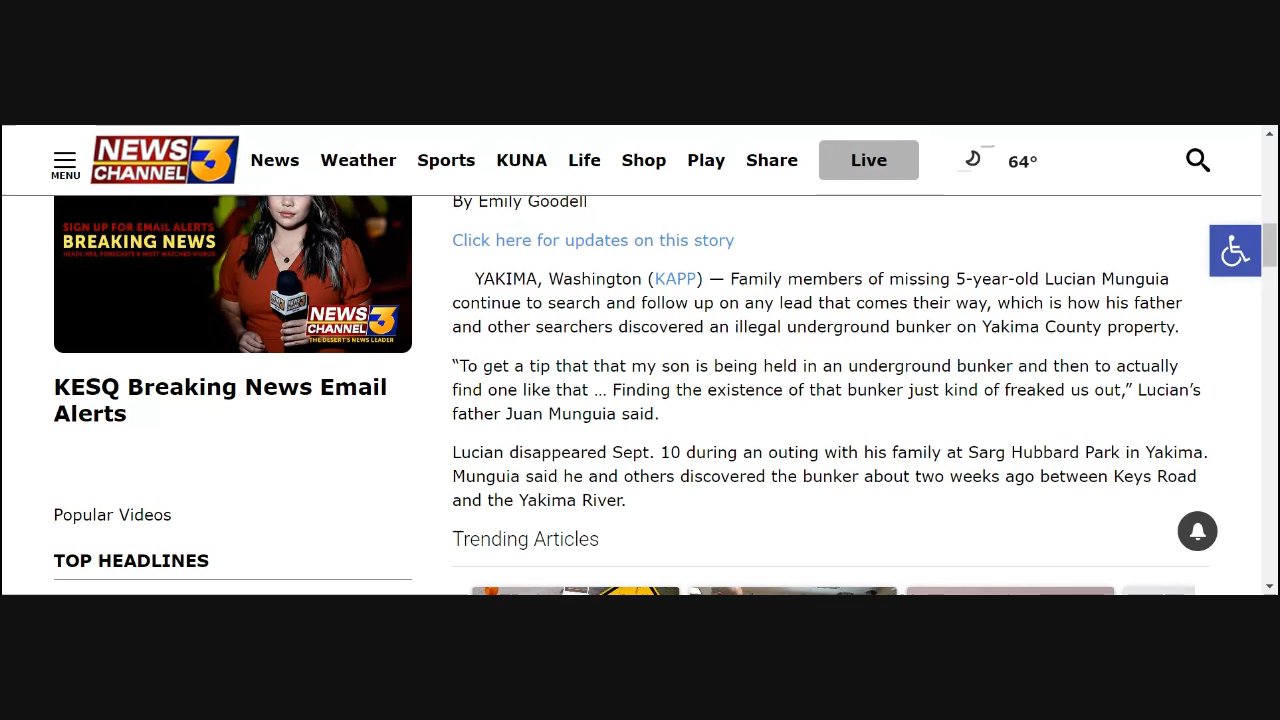 MENU
NEWS
CHANNEL 3
News Weather Sports KUNA Life Shop Play Share Live 64°
By Emily Goodell
SIGN UP FOR EMAIL ALERTS
BREAKING NEWS
NEWS
CHANNEL 3
THE DESERT'S NEWS LEADER
KESQ Breaking News Email
Alerts
Popular Videos
TOP HEADLINES
Click here for updates on this story
YAKIMA, Washington (KAPP) — Family members of missing 5-year-old Lucian Munguia
continue to search and follow up on any lead that comes their way, which is how his father
and other searchers discovered an illegal underground bunker on Yakima County property.
“To get a tip that that my son is being held in an underground bunker and then to actually
find one like that … Finding the existence of that bunker just kind of freaked us out,” Lucian’s
father Juan Munguia said.
Lucian disappeared Sept. 10 during an outing with his family at Sarg Hubbard Park in Yakima.
Munguia said he and others discovered the bunker about two weeks ago between Keys Road
and the Yakima River.
Trending Articles